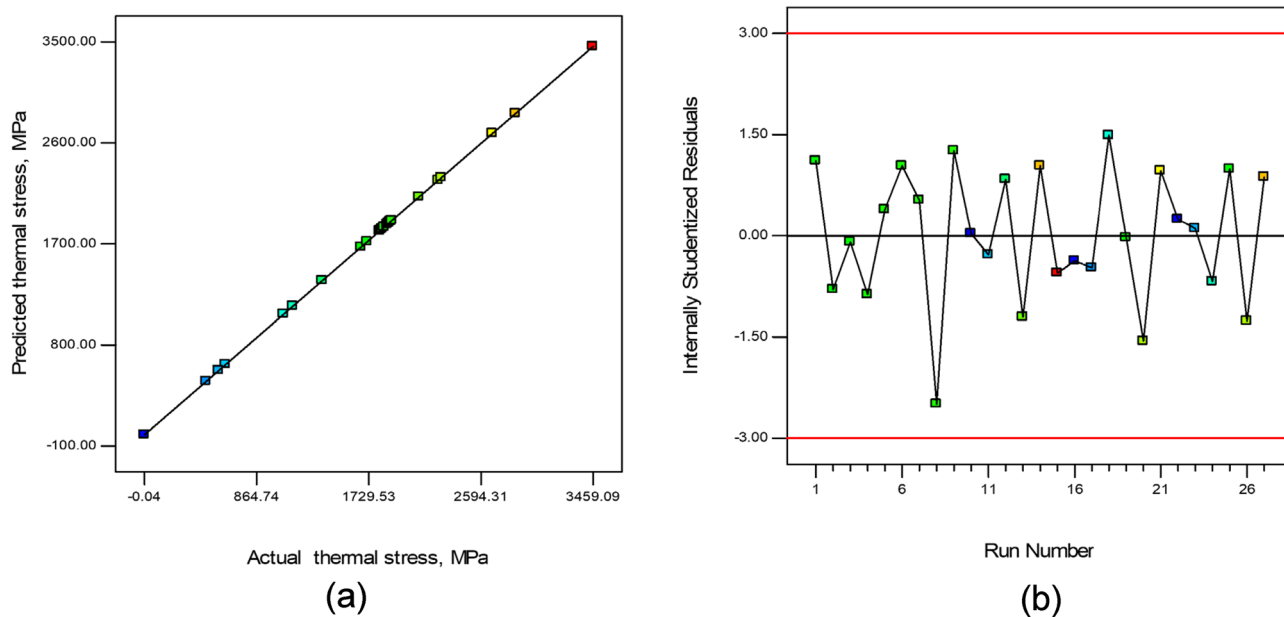 3500.00
2600.00
1700.00
800.00
-100.00
Predicted thermal stress, MPa
-0.04 864.74 1729.53 2594.31 3459.09
Actual thermal stress, MPa
(a)
3.00
1.50
0.00
-1.50
-3.00
Internally Studentized Residuals
1 6 11 16 21 26
Run Number
(b)